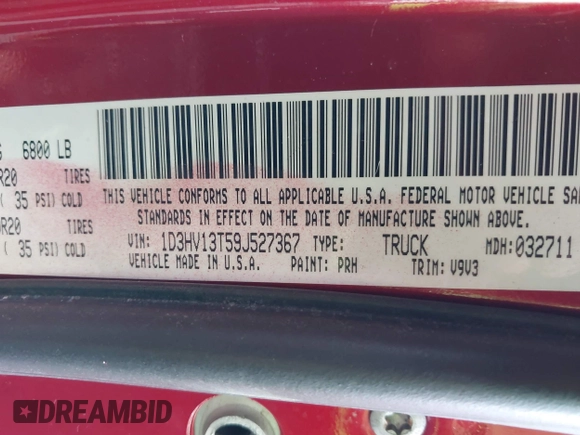 6800 LB
R20 TIRES
( 35 PSI) COLD
R20 TIRES
( 35 PSI) COLD
THIS VEHICLE CONFORMS TO ALL APPLICABLE U.S.A. FEDERAL MOTOR VEHICLE
STANDARDS IN EFFECT ON THE DATE OF MANUFACTURE SHOWN ABOVE.
VIN: 1D3HV13T59J527367 TYPE: TRUCK MDH: 032711
VEHICLE MADE IN U.S.A. PAINT: PRH TRIM: V9V3
DREAMBID